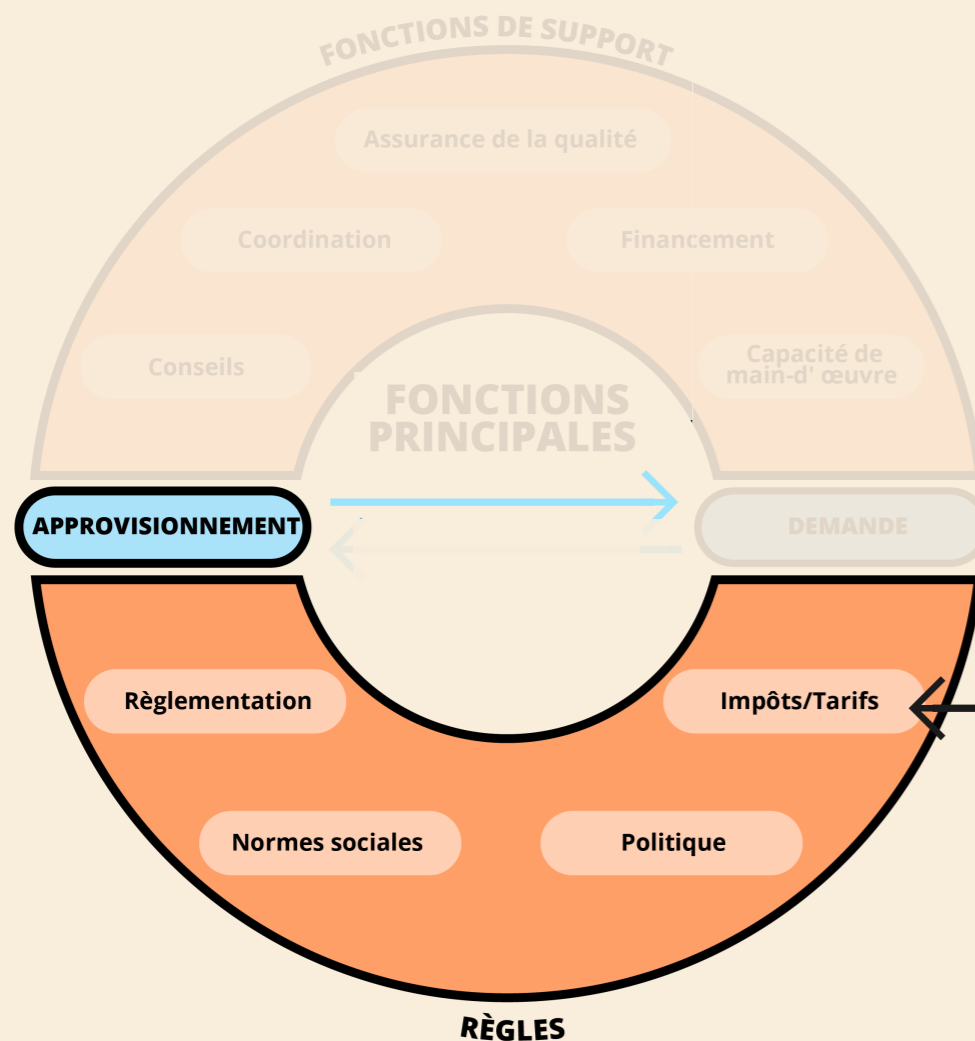 FONCTIONS DE SUPPORT
Assurance de la qualité
Coordination
Financement
Conseils
Capacité de
main-d' œuvre
FONCTIONS
PRINCIPALES
APPROVISIONNEMENT
DEMANDE
Règlementation
Impôts/Tarifs
Normes sociales
Politique
RÈGLES